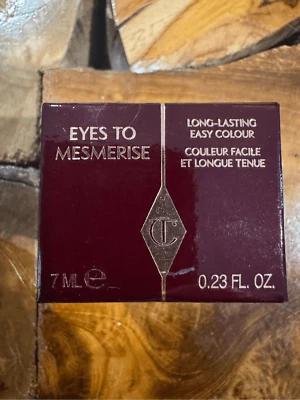 EYES TO
MESMERISE
LONG-LASTING
EASY COLOUR
COULEUR FACILE
ET LONGUE TENUE
CT
7 ML e
0.23 FL. OZ.